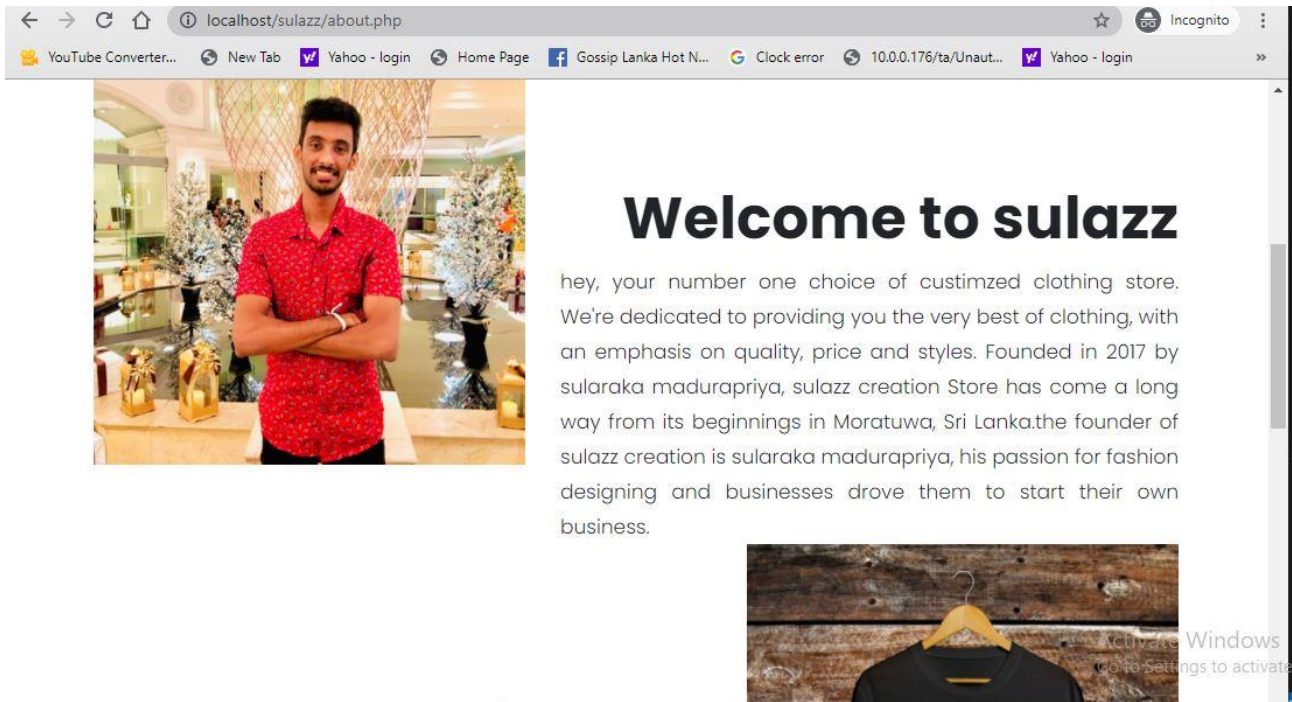 localhost/sulazz/about.php
Incognito
YouTube Converter...
New Tab
Yahoo - login
Home Page
Gossip Lanka Hot N...
Clock error
10.0.0.176/ta/Unaut...
Yahoo - login
»
Welcome to sulazz
hey, your number one choice of custimzed clothing store.
We're dedicated to providing you the very best of clothing, with
an emphasis on quality, price and styles. Founded in 2017 by
sularaka madurapriya, sulazz creation Store has come a long
way from its beginnings in Moratuwa, Sri Lanka.the founder of
sulazz creation is sularaka madurapriya, his passion for fashion
designing and businesses drove them to start their own
business.
Activate Windows
Go to Settings to activate